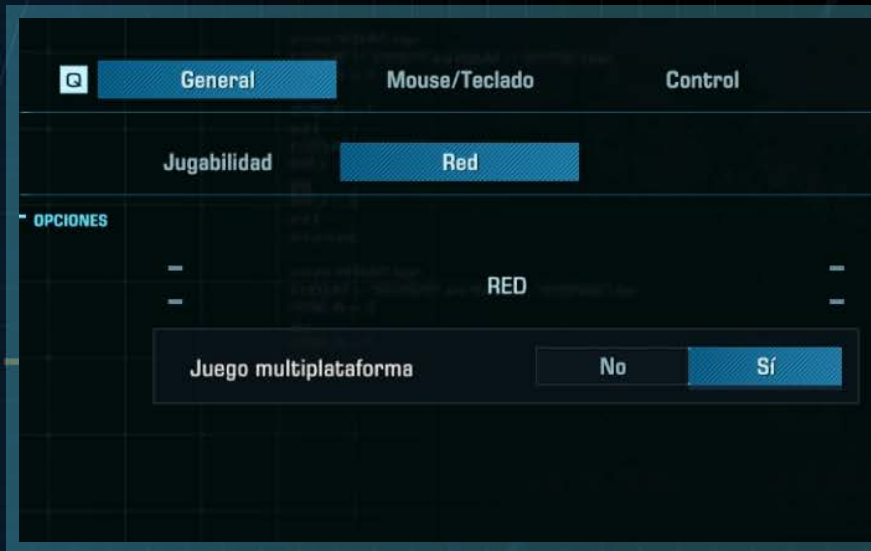 Q General Mouse/Teclado Control
Jugabilidad Red
OPCIONES
RED
Juego multiplataforma No Sí